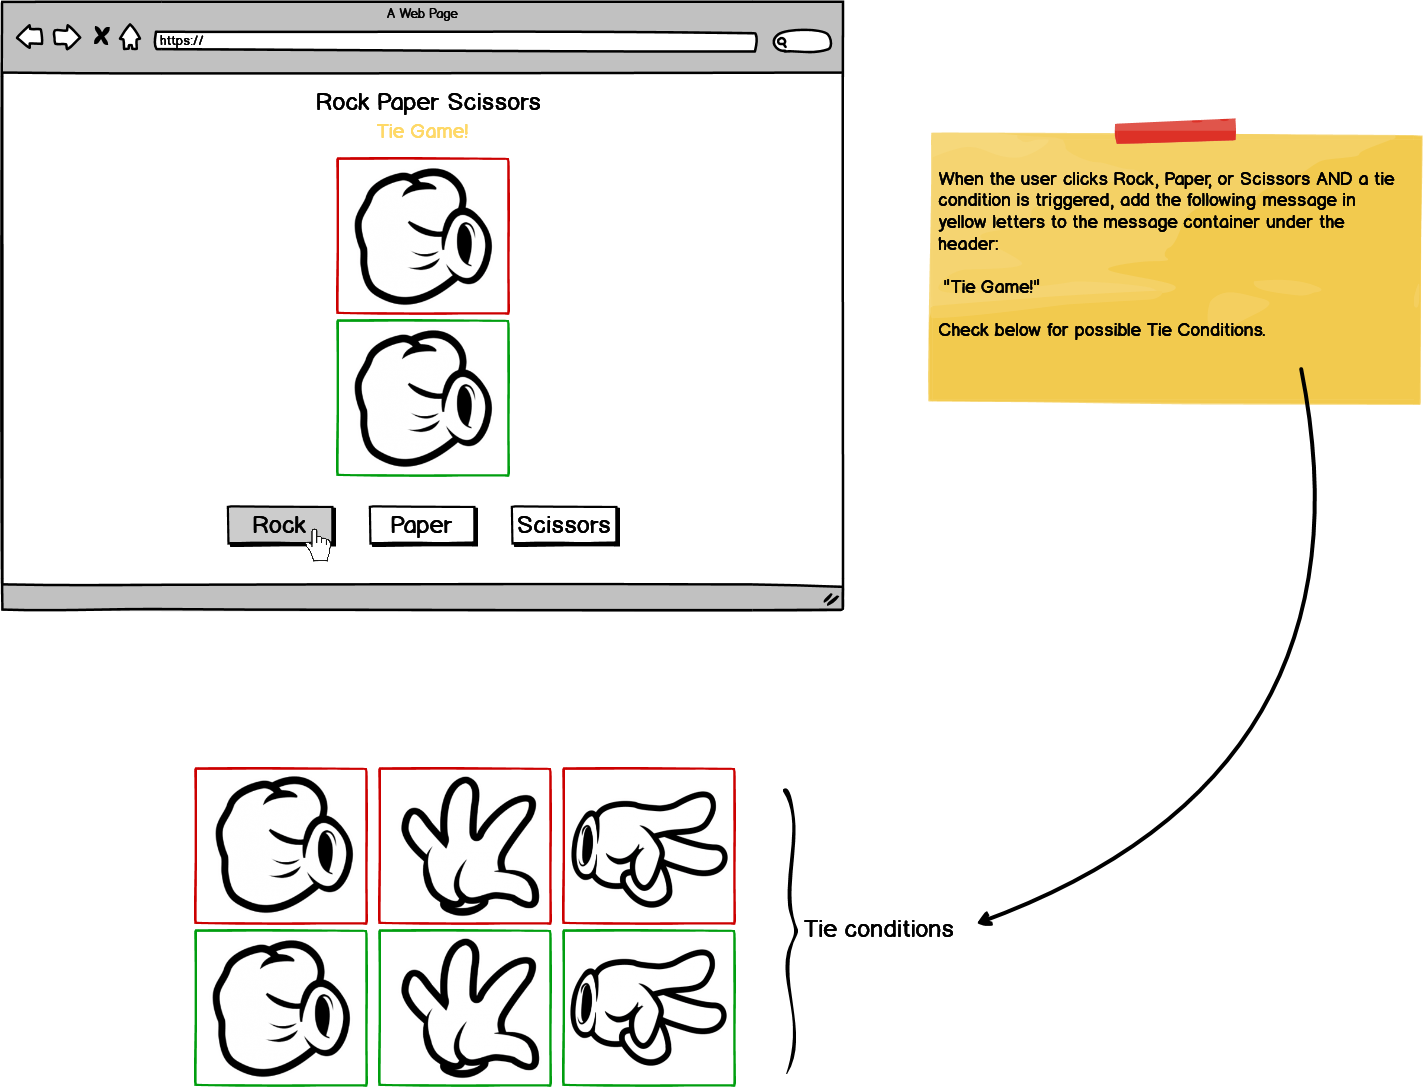 A Web Page
https://
Rock Paper Scissors
Tie Game!
Rock
Paper
Scissors
When the user clicks Rock, Paper, or Scissors AND a tie
condition is triggered, add the following message in
yellow letters to the message container under the
header:
"Tie Game!"
Check below for possible Tie Conditions.
Tie conditions